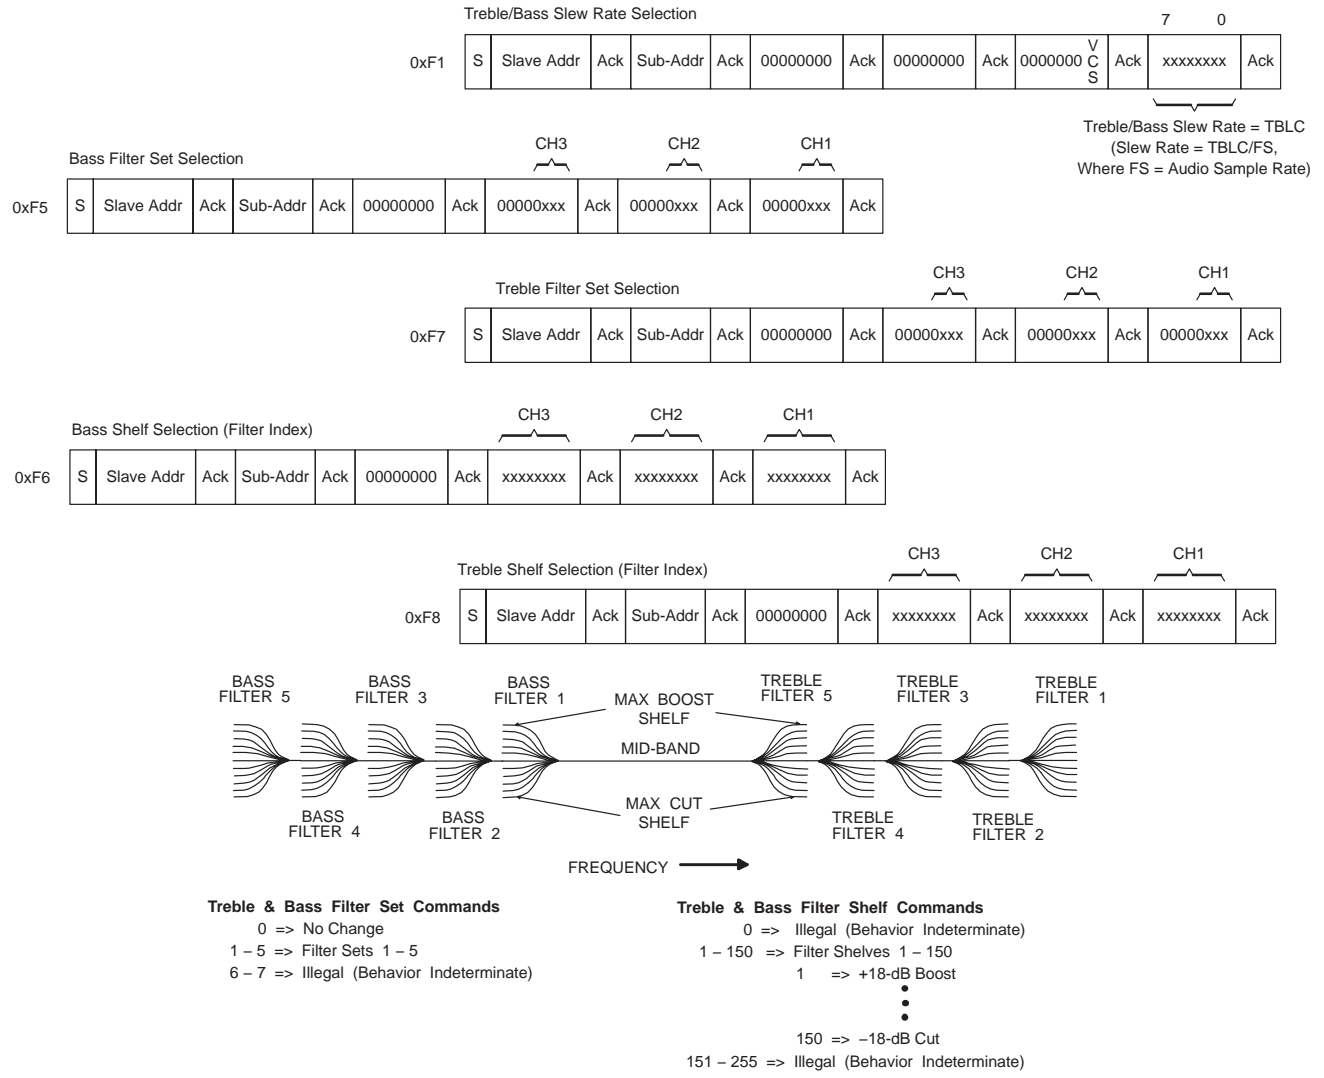 Treble/Bass Slew Rate Selection
7 0
0xF1 S Slave Addr Ack Sub-Addr Ack 00000000 Ack 00000000 Ack 0000000 VCS Ack xxxxxxxx Ack
Treble/Bass Slew Rate = TBLC
(Slew Rate = TBLC/FS,
Where FS = Audio Sample Rate)
Bass Filter Set Selection
CH3 CH2 CH1
0xF5 S Slave Addr Ack Sub-Addr Ack 00000000 Ack 00000xxx Ack 00000xxx Ack 00000xxx Ack
Treble Filter Set Selection
CH3 CH2 CH1
0xF7 S Slave Addr Ack Sub-Addr Ack 00000000 Ack 00000xxx Ack 00000xxx Ack 00000xxx Ack
Bass Shelf Selection (Filter Index)
CH3 CH2 CH1
0xF6 S Slave Addr Ack Sub-Addr Ack 00000000 Ack xxxxxxxx Ack xxxxxxxx Ack xxxxxxxx Ack
Treble Shelf Selection (Filter Index)
CH3 CH2 CH1
0xF8 S Slave Addr Ack Sub-Addr Ack 00000000 Ack xxxxxxxx Ack xxxxxxxx Ack xxxxxxxx Ack
BASS FILTER 5
BASS FILTER 3
BASS FILTER 1
MAX BOOST SHELF
TREBLE FILTER 5
TREBLE FILTER 3
TREBLE FILTER 1
MID-BAND
BASS FILTER 4
BASS FILTER 2
MAX CUT SHELF
TREBLE FILTER 4
TREBLE FILTER 2
FREQUENCY
Treble & Bass Filter Set Commands
0 => No Change
1 – 5 => Filter Sets 1 – 5
6 – 7 => Illegal (Behavior Indeterminate)
Treble & Bass Filter Shelf Commands
0 => Illegal (Behavior Indeterminate)
1 – 150 => Filter Shelves 1 – 150
1 => +18-dB Boost
150 => –18-dB Cut
151 – 255 => Illegal (Behavior Indeterminate)